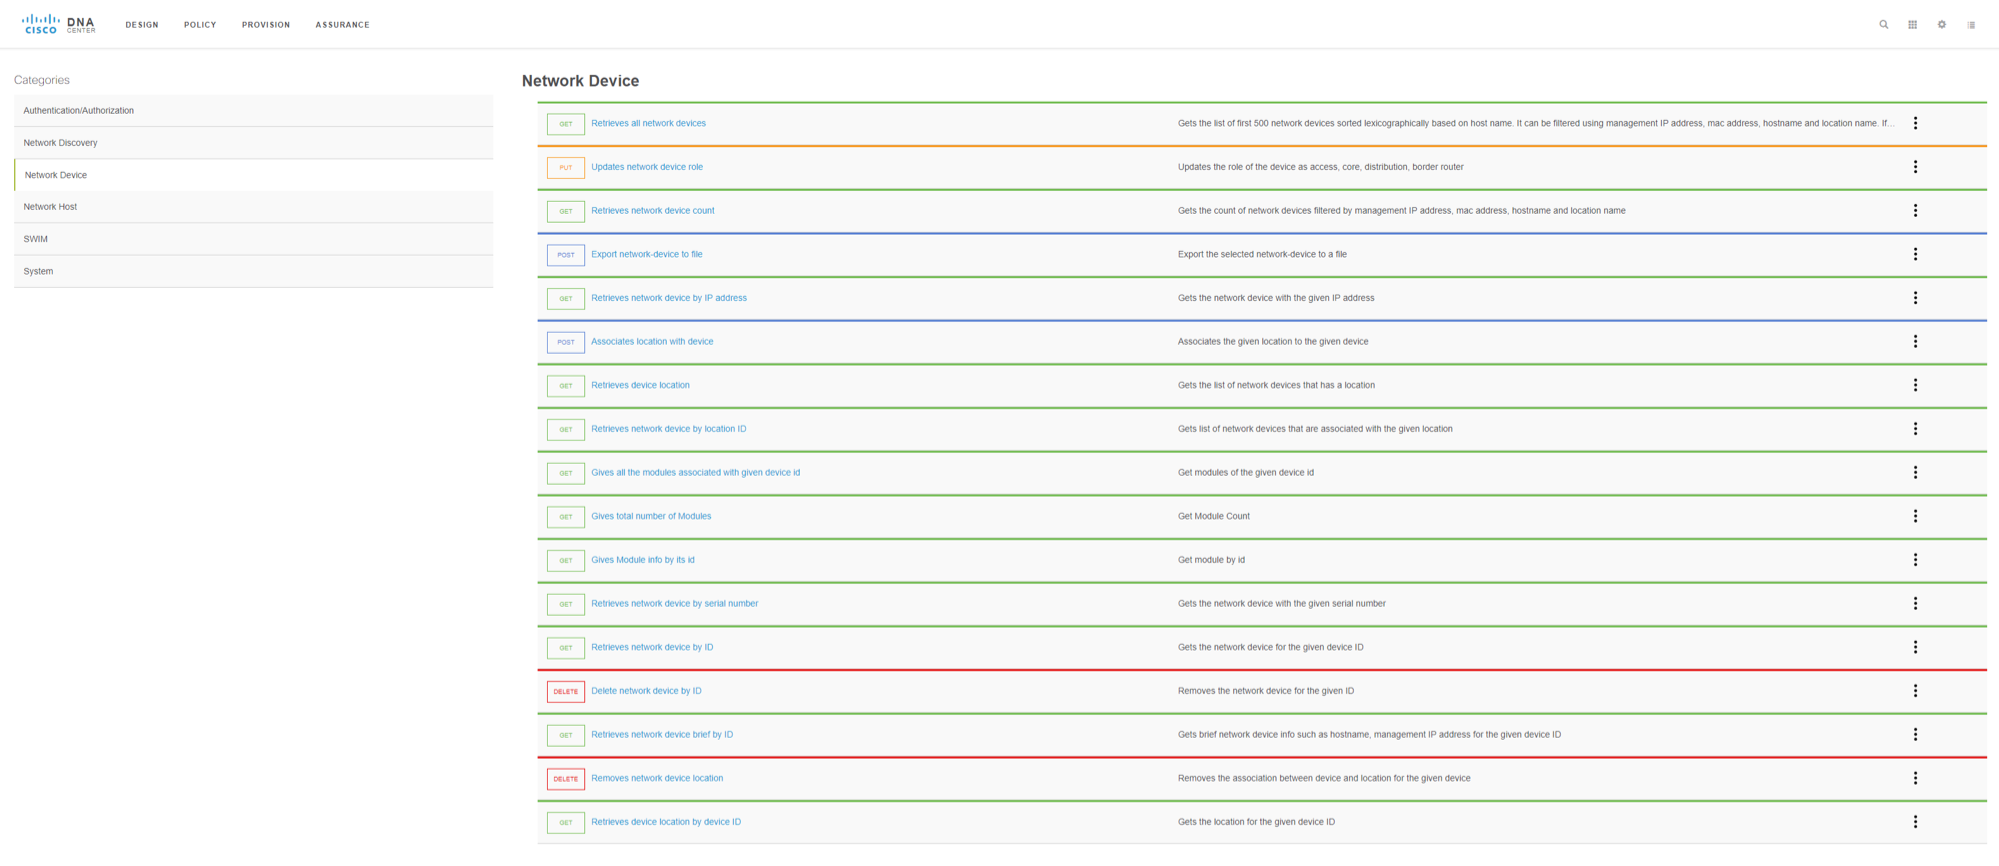 CISCO DNA CENTER DESIGN POLICY PROVISION ASSURANCE
Categories
Authentication/Authorization
Network Discovery
Network Device
Network Host
SWIM
System
Network Device
GET Retrieves all network devices Gets the list of first 500 network devices sorted lexicographically based on host name. It can be filtered using management IP address, mac address, hostname and location name. If...
PUT Updates network device role Updates the role of the device as access, core, distribution, border router
GET Retrieves network device count Gets the count of network devices filtered by management IP address, mac address, hostname and location name
POST Export network-device to file Export the selected network-device to a file
GET Retrieves network device by IP address Gets the network device with the given IP address
POST Associates location with device Associates the given location to the given device
GET Retrieves device location Gets the list of network devices that has a location
GET Retrieves network device by location ID Gets list of network devices that are associated with the given location
GET Gives all the modules associated with given device id Get modules of the given device id
GET Gives total number of Modules Get Module Count
GET Gives Module info by its id Get module by id
GET Retrieves network device by serial number Gets the network device with the given serial number
GET Retrieves network device by ID Gets the network device for the given device ID
DELETE Delete network device by ID Removes the network device for the given ID
GET Retrieves network device brief by ID Gets brief network device info such as hostname, management IP address for the given device ID
DELETE Removes network device location Removes the association between device and location for the given device
GET Retrieves device location by device ID Gets the location for the given device ID